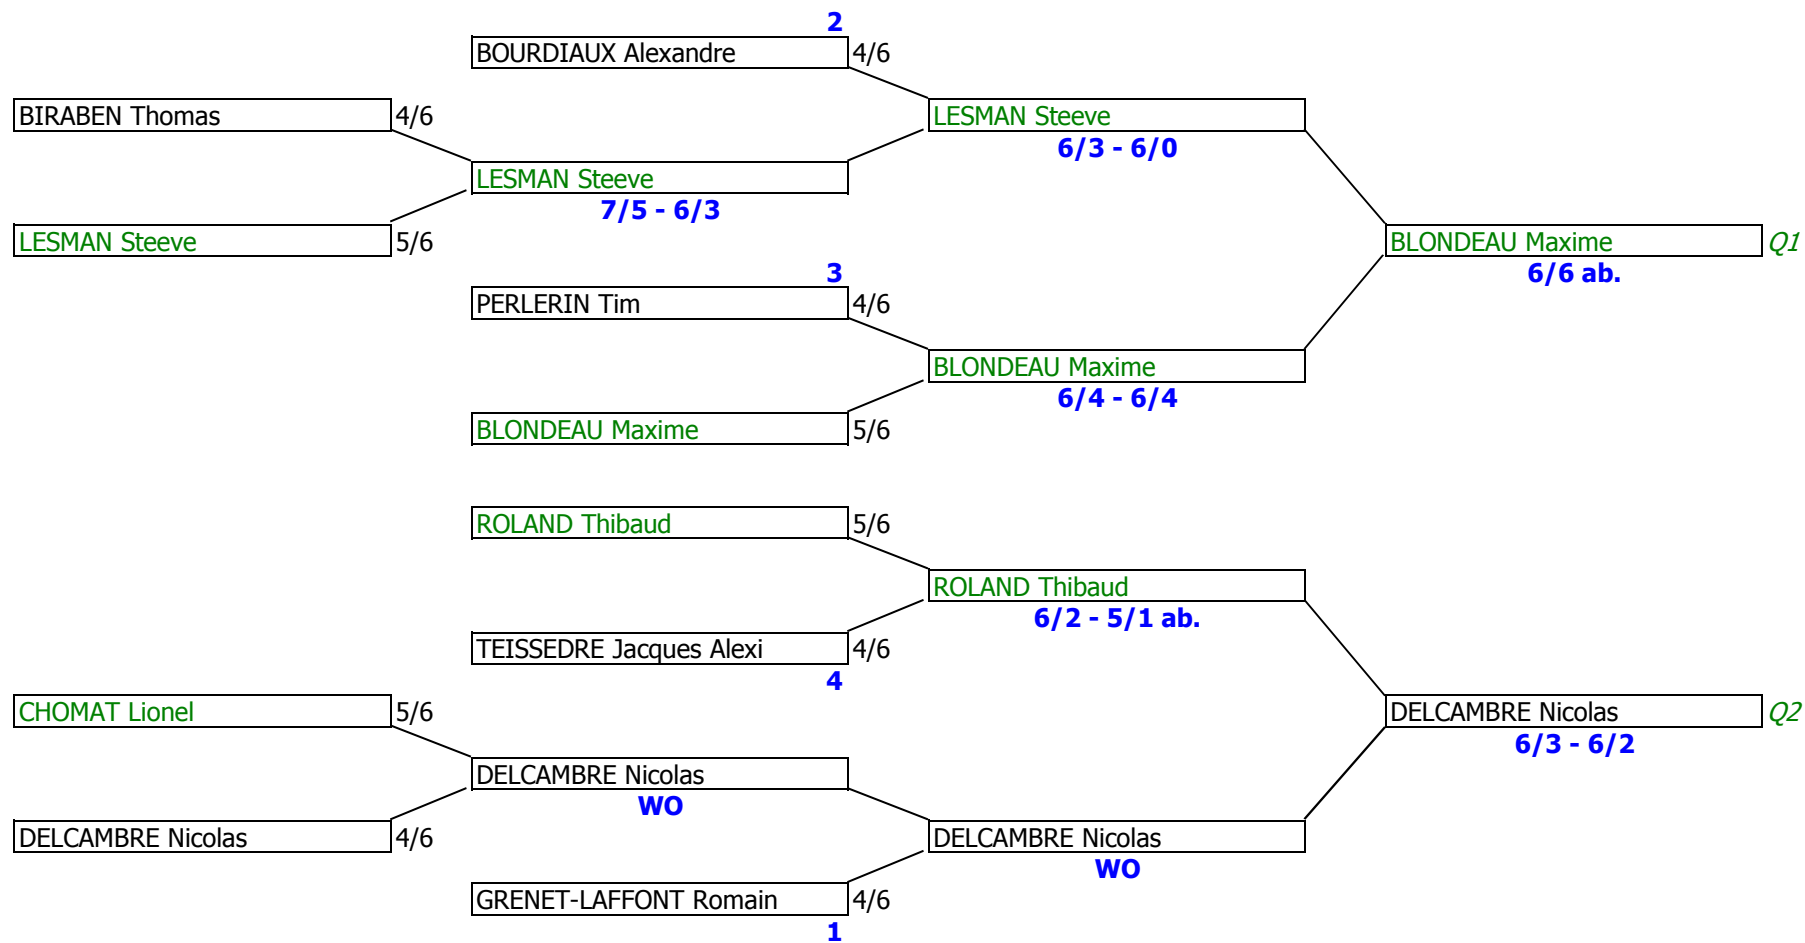 2
BOURDIAUX Alexandre 4/6
BIRABEN Thomas 4/6
LESMAN Steeve
6/3 - 6/0
LESMAN Steeve
7/5 - 6/3
LESMAN Steeve 5/6
BLONDEAU Maxime Q1
6/6 ab.
3
PERLERIN Tim 4/6
BLONDEAU Maxime
6/4 - 6/4
BLONDEAU Maxime 5/6
ROLAND Thibaud 5/6
ROLAND Thibaud
6/2 - 5/1 ab.
TEISSEDRE Jacques Alexi 4/6
4
CHOMAT Lionel 5/6
DELCAMBRE Nicolas Q2
6/3 - 6/2
DELCAMBRE Nicolas
WO
DELCAMBRE Nicolas 4/6
DELCAMBRE Nicolas
WO
GRENET-LAFFONT Romain 4/6
1